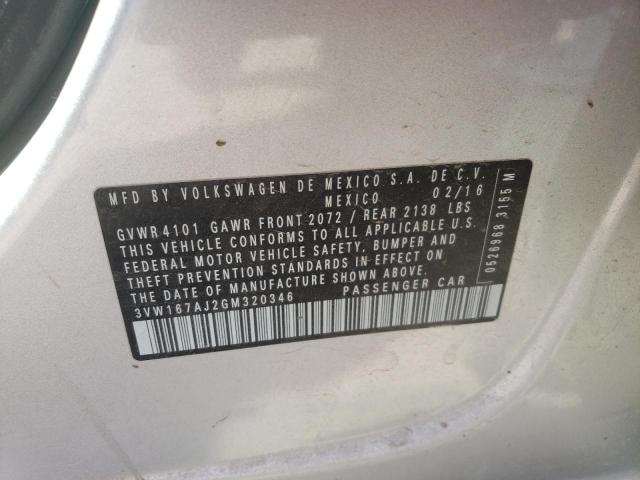 MFD BY VOLKSWAGEN DE MEXICO S.A. DE C.V.
MEXICO 02/16
GVWR 4101 GAWR FRONT 2072 / REAR 2138 LBS
THIS VEHICLE CONFORMS TO ALL APPLICABLE U.S.
FEDERAL MOTOR VEHICLE SAFETY, BUMPER AND
THEFT PREVENTION STANDARDS IN EFFECT ON
THE DATE OF MANUFACTURE SHOWN ABOVE.
3VW167AJ2GM320346 PASSENGER CAR
0526968 3155 M